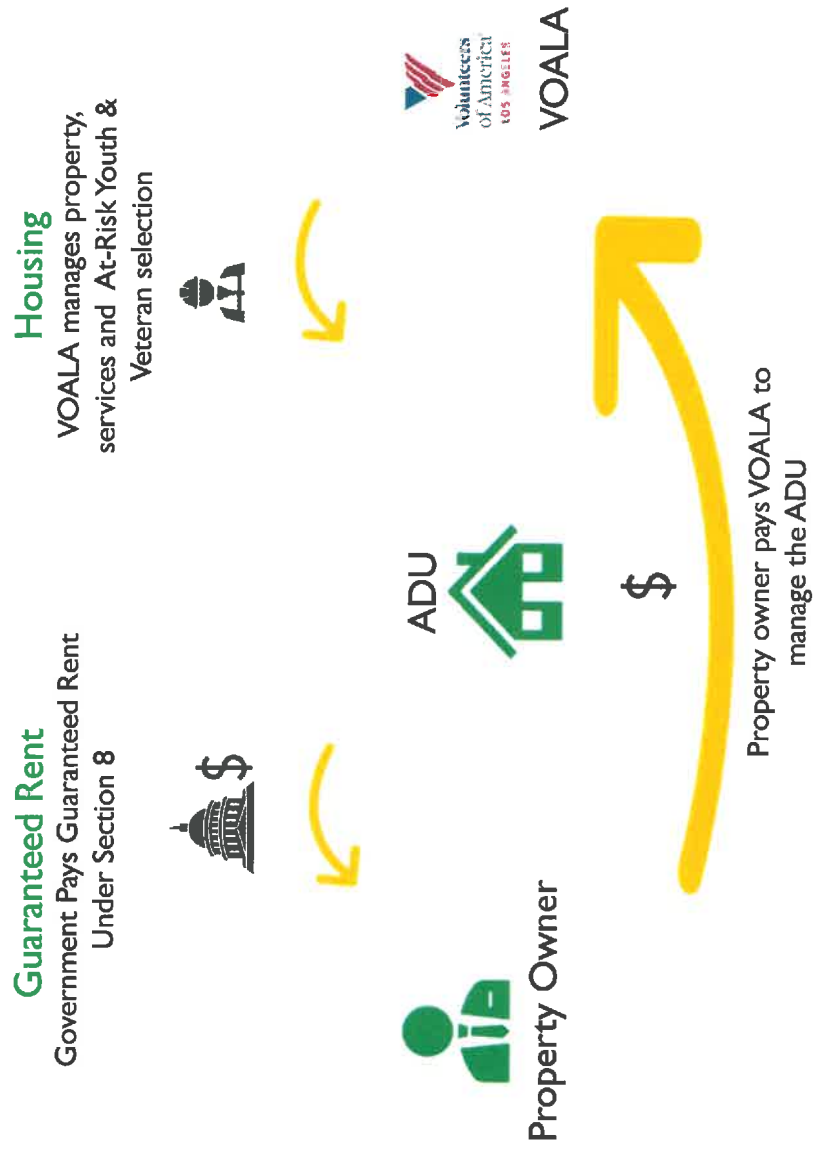 Guaranteed Rent
Government Pays Guaranteed Rent
Under Section 8
$
Housing
VOALA manages property,
services and At-Risk Youth &
Veteran selection
Property Owner
ADU
$
Volunteers
of America
LOS ANGELES
VOALA
Property owner pays VOALA to
manage the ADU